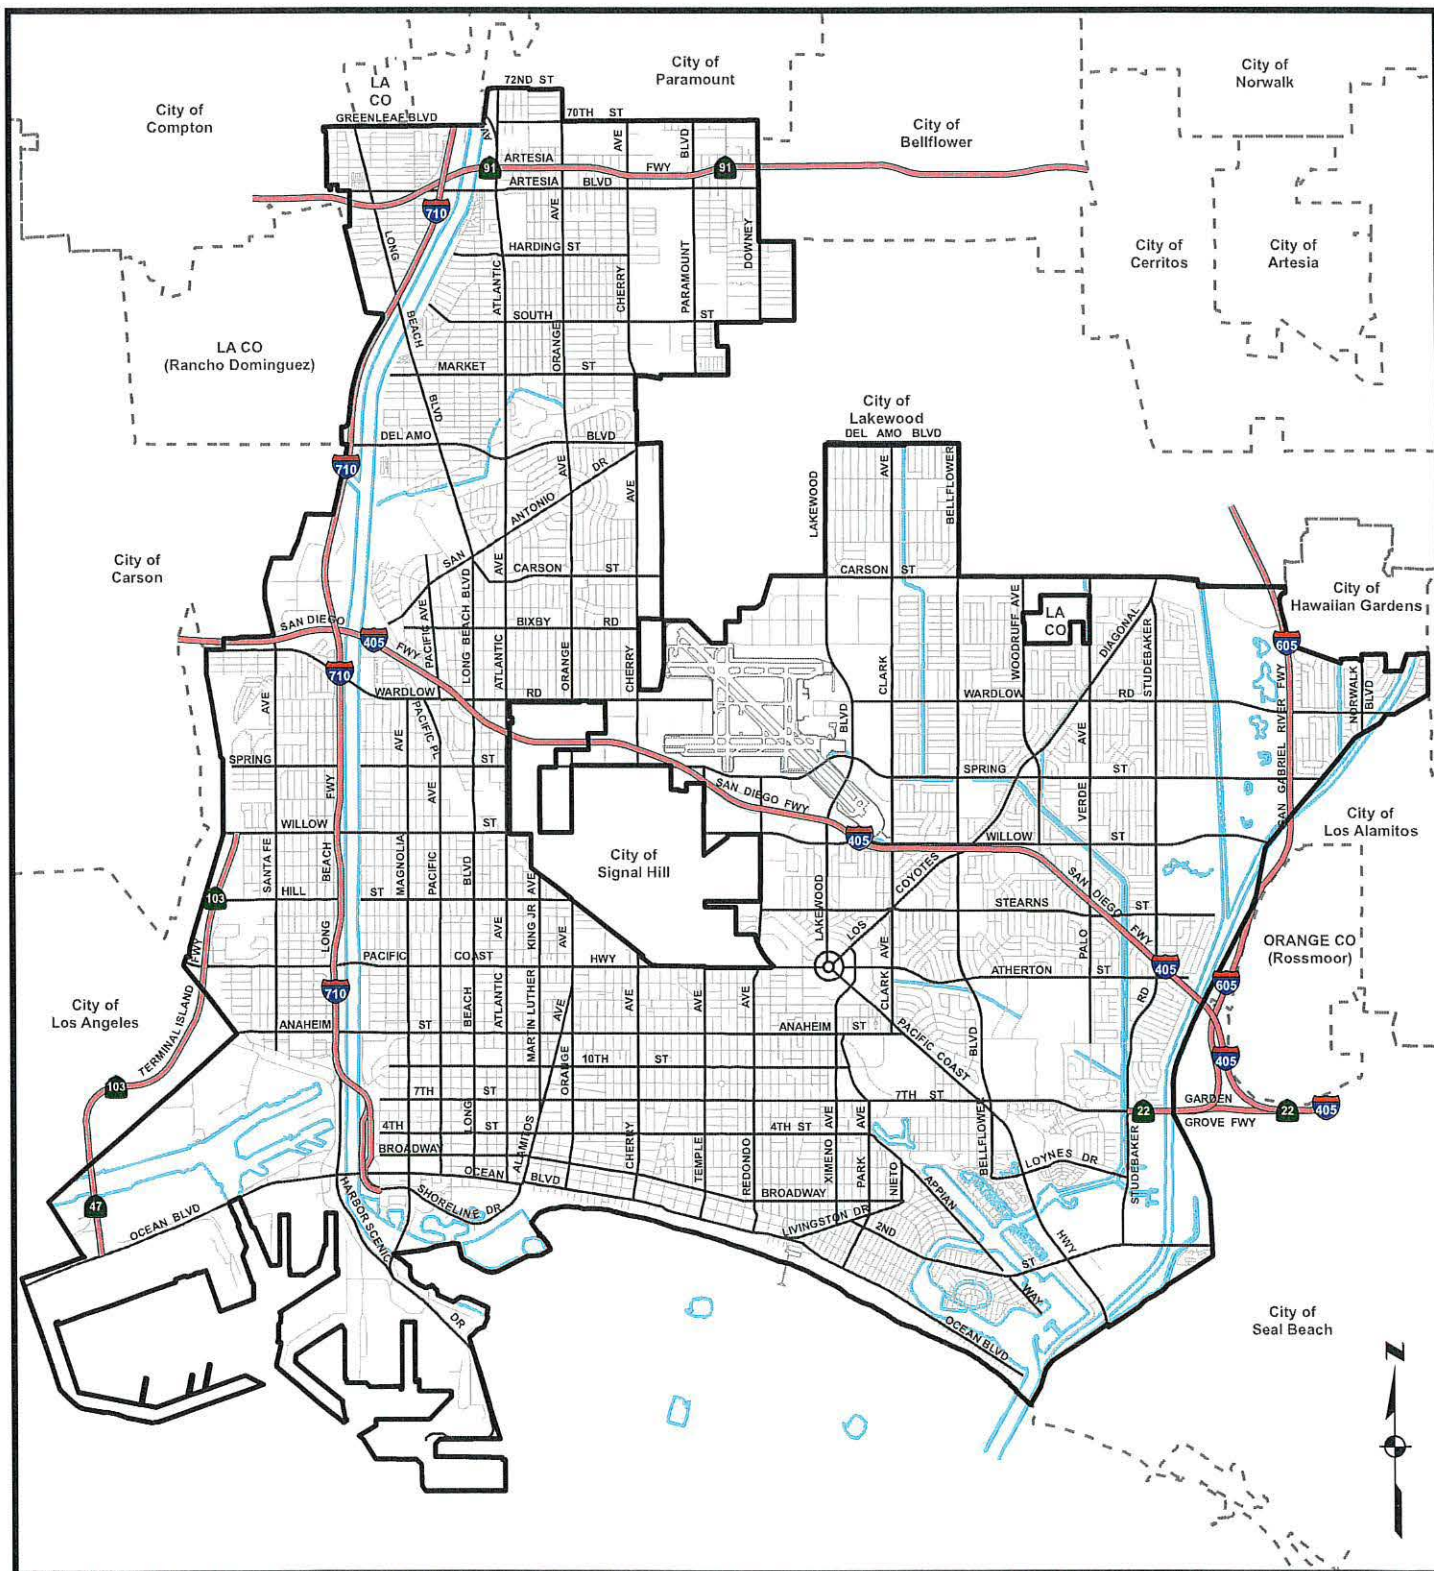 City of
Paramount
City of
Norwalk
72ND ST
LA
CO
City of
Compton
GREENLEAF BLVD
AVE
70TH ST
AVE
BLVD
City of
Bellflower
ARTESIA FWY
91
91
ARTESIA BLVD
710
AVE
LONG
HARDING ST
DOWNEY
City of
Cerritos
City of
Artesia
ATLANTIC
CHERRY
PARAMOUNT
BEACH
SOUTH ST
ORANGE
LA CO
(Rancho Dominguez)
MARKET ST
BLVD
City of
Lakewood
DEL AMO BLVD
DEL AMO BLVD
710
AVE
DR
ANTONIO
SAN
AVE
LAKEWOOD
AVE
BELLFLOWER
City of
Carson
AVE
CARSON ST
CARSON ST
City of
Hawaiian Gardens
PACIFIC AVE
LONG BEACH BLVD
SAN DIEGO FWY
405
BIXBY RD
LA
CO
WOODRUFF AVE
DIAGONAL
STUDEBAKER
605
710
ATLANTIC
ORANGE
CHERRY
CLARK
WARDLOW RD
WARDLOW RD
NORWALK
BLVD
AVE
PACIFIC PL
AVE
BLVD
AVE
SAN GABRIEL RIVER FWY
SPRING ST
SPRING ST
FWY
AVE
SAN DIEGO FWY
VERDE
City of
Los Alamitos
WILLOW ST
405
WILLOW ST
SANTA FE
BEACH
MAGNOLIA
PACIFIC
BLVD
City of
Signal Hill
COYOTES
SAN DIEGO FWY
103
HILL ST
KING JR AVE
LAKEWOOD
LOS
STEARNS ST
LONG
AVE
AVE
AVE
PALO
ORANGE CO
(Rossmoor)
FWY
PACIFIC COAST HWY
ATHERTON ST
405
710
605
City of
Los Angeles
TERMINAL ISLAND
BEACH
ATLANTIC
MARTIN LUTHER
AVE
AVE
AVE
AVE
CLARK
RD
ANAHEIM ST
ANAHEIM ST
PACIFIC COAST
BLVD
405
103
10TH ST
ORANGE
7TH ST
7TH ST
GARDEN
GROVE FWY
22
22
405
4TH ST
4TH ST
LONG
AVE
AVE
BELLFLOWER
BROADWAY
ALAMITOS
CHERRY
TEMPLE
REDONDO
XIMENO
PARK
NIETO
LOYNES DR
STUDEBAKER
OCEAN BLVD
BROADWAY
APPIAN
47
OCEAN BLVD
HARBOR SCENIC
SHORELINE DR
LIVINGSTON DR
2ND ST
HWY
WAY
DR
OCEAN BLVD
City of
Seal Beach
N